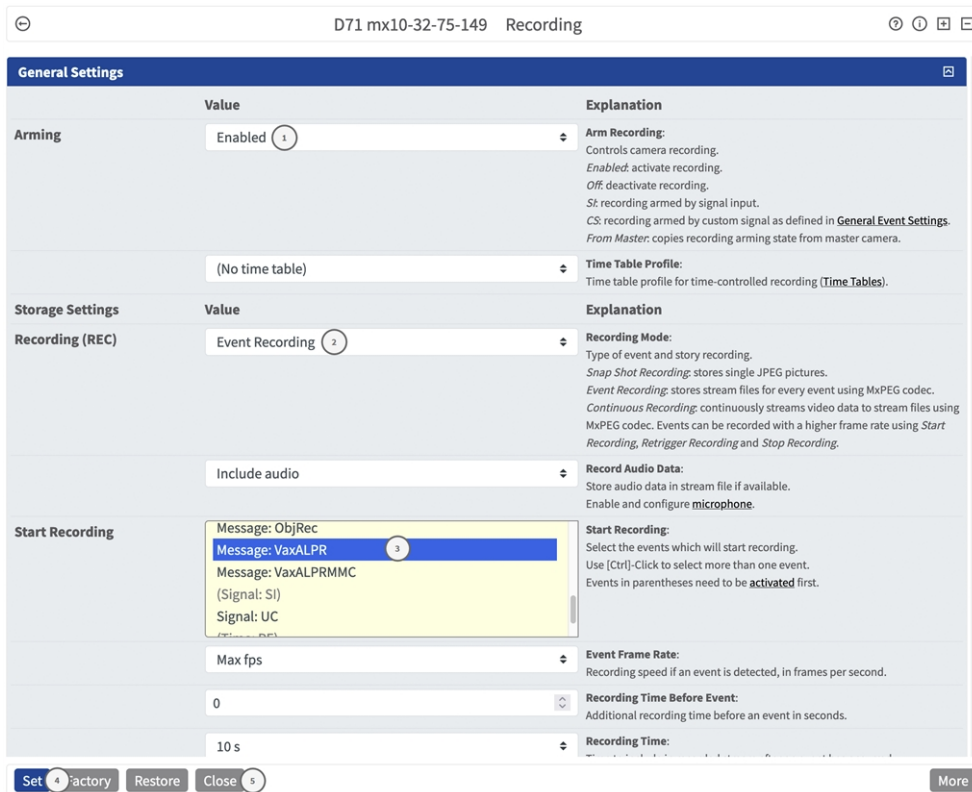 D71 mx10-32-75-149 Recording
General Settings
Value Explanation
Arming
Enabled 1
Arm Recording:
Controls camera recording.
Enabled: activate recording.
Off: deactivate recording.
SI: recording armed by signal input.
CS: recording armed by custom signal as defined in General Event Settings.
From Master: copies recording arming state from master camera.
(No time table)
Time Table Profile:
Time table profile for time-controlled recording (Time Tables).
Storage Settings Value Explanation
Recording (REC)
Event Recording 2
Recording Mode:
Type of event and story recording.
Snap Shot Recording: stores single JPEG pictures.
Event Recording: stores stream files for every event using MxPEG codec.
Continuous Recording: continuously streams video data to stream files using
MxPEG codec. Events can be recorded with a higher frame rate using Start
Recording, Retrigger Recording and Stop Recording.
Include audio
Record Audio Data:
Store audio data in stream file if available.
Enable and configure microphone.
Start Recording
Message: ObjRec
Message: VaxALPR 3
Message: VaxALPRMMC
(Signal: SI)
Signal: UC
Start Recording:
Select the events which will start recording.
Use [Ctrl]-Click to select more than one event.
Events in parentheses need to be activated first.
Max fps
Event Frame Rate:
Recording speed if an event is detected, in frames per second.
0
Recording Time Before Event:
Additional recording time before an event in seconds.
10 s
Recording Time:
Set 4 actory Restore Close 5 More